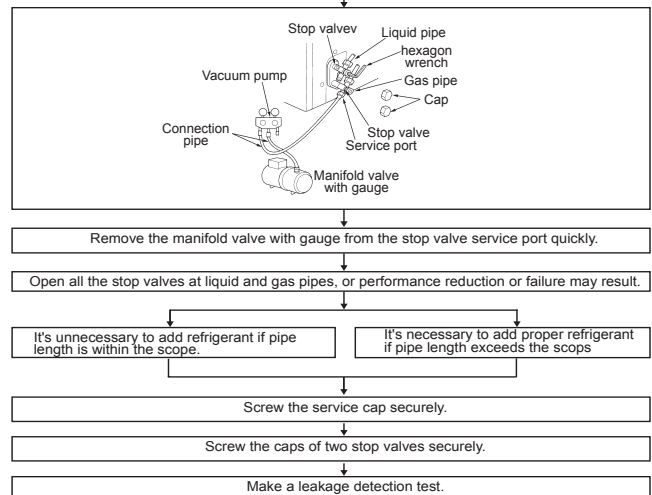 Stop valvev
Liquid pipe
hexagon
wrench
Vacuum pump
Gas pipe
Cap
Connection
pipe
Stop valve
Service port
Manifold valve
with gauge
Remove the manifold valve with gauge from the stop valve service port quickly.
Open all the stop valves at liquid and gas pipes, or performance reduction or failure may result.
It's unnecessary to add refrigerant if pipe
length is within the scope.
It's necessary to add proper refrigerant
if pipe length exceeds the scops
Screw the service cap securely.
Screw the caps of two stop valves securely.
Make a leakage detection test.